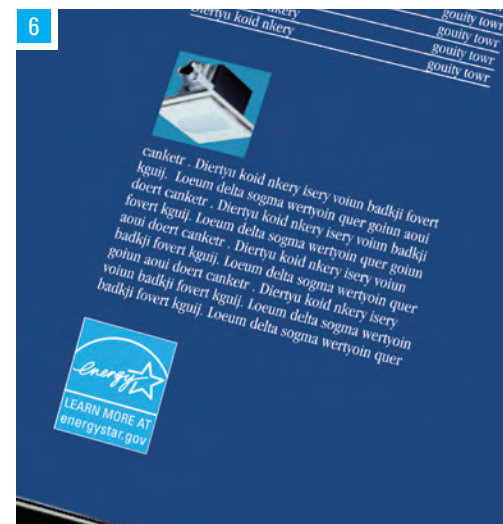 6
gouity towr
gouity towr
nkery gouity towr
Diertyu koid nkery gouity towr
canketr . Diertyu koid nkery isery voiun badkji fovert
kguij. Loeum delta sogma wertyoin quer goiun aoui
doert canketr . Diertyu koid nkery isery voiun badkji
fovert kguij. Loeum delta sogma wertyoin quer goiun
aoui doert canketr . Diertyu koid nkery isery voiun
badkji fovert kguij. Loeum delta sogma wertyoin quer
goiun aoui doert canketr . Diertyu koid nkery isery
voiun badkji fovert kguij. Loeum delta sogma wertyoin
badkji fovert kguij. Loeum delta sogma wertyoin quer
energy
LEARN MORE AT
energystar.gov